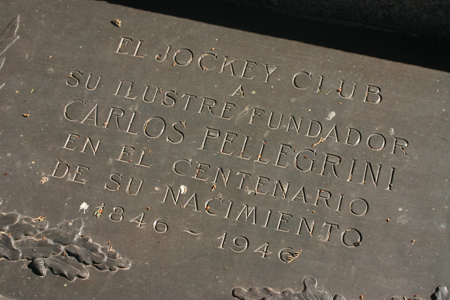 EL JOCKEY CLUB
A
SU ILUSTRE FUNDADOR
CARLOS PELLEGRINI
EN EL CENTENARIO
DE SU NACIMIENTO
1846 - 1946